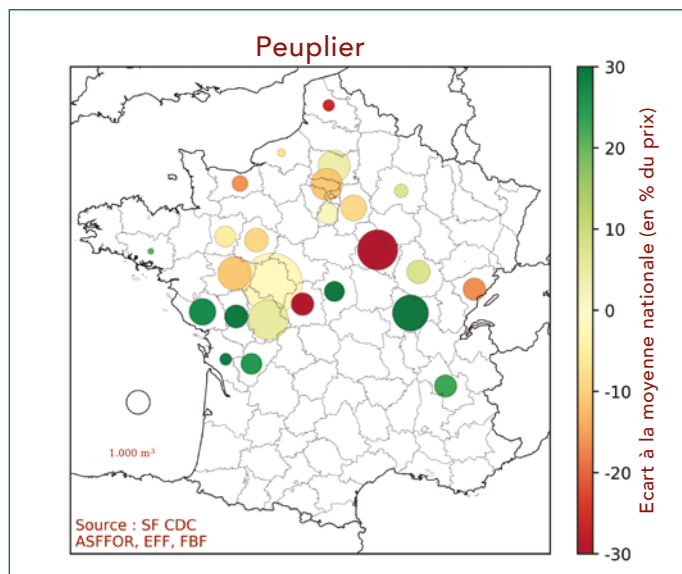 Peuplier
30
20
10
0
-10
-20
-30
Ecart à la moyenne nationale (en % du prix)
1.000 m³
Source : SF CDC
ASFFOR, EFF, FBF